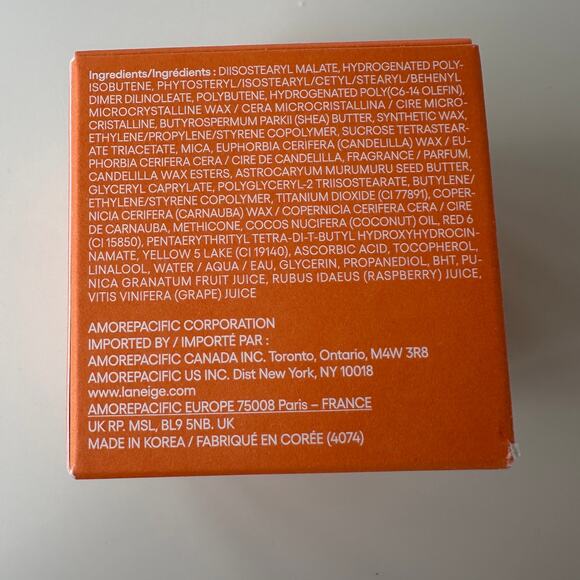 Ingredients/Ingrédients : DIISOSTEARYL MALATE, HYDROGENATED POLY-
ISOBUTENE, PHYTOSTERYL/ISOSTEARYL/CETYL/STEARYL/BEHENYL
DIMER DILINOLEATE, POLYBUTENE, HYDROGENATED POLY(C6-14 OLEFIN),
MICROCRYSTALLINE WAX / CERA MICROCRISTALLINA / CIRE MICRO-
CRISTALLINE, BUTYROSPERMUM PARKII (SHEA) BUTTER, SYNTHETIC WAX,
ETHYLENE/PROPYLENE/STYRENE COPOLYMER, SUCROSE TETRASTEAR-
ATE TRIACETATE, MICA, EUPHORBIA CERIFERA (CANDELILLA) WAX / EU-
PHORBIA CERIFERA CERA / CIRE DE CANDELILLA, FRAGRANCE / PARFUM,
CANDELILLA WAX ESTERS, ASTROCARYUM MURUMURU SEED BUTTER,
GLYCERYL CAPRYLATE, POLYGLYCERYL-2 TRIISOSTEARATE, BUTYLENE/
ETHYLENE/STYRENE COPOLYMER, TITANIUM DIOXIDE (CI 77891), COPER-
NICIA CERIFERA (CARNAUBA) WAX / COPERNICIA CERIFERA CERA / CIRE
DE CARNAUBA, METHICONE, COCOS NUCIFERA (COCONUT) OIL, RED 6
(CI 15850), PENTAERYTHRITYL TETRA-DI-T-BUTYL HYDROXYHYDROCIN-
NAMATE, YELLOW 5 LAKE (CI 19140), ASCORBIC ACID, TOCOPHEROL,
LINALOOL, WATER / AQUA / EAU, GLYCERIN, PROPANEDIOL, BHT, PU-
NICA GRANATUM FRUIT JUICE, RUBUS IDAEUS (RASPBERRY) JUICE,
VITIS VINIFERA (GRAPE) JUICE
AMOREPACIFIC CORPORATION
IMPORTED BY / IMPORTÉ PAR :
AMOREPACIFIC CANADA INC. Toronto, Ontario, M4W 3R8
AMOREPACIFIC US INC. Dist New York, NY 10018
www.laneige.com
AMOREPACIFIC EUROPE 75008 Paris – FRANCE
UK RP. MSL, BL9 5NB. UK
MADE IN KOREA / FABRIQUÉ EN CORÉE (4074)